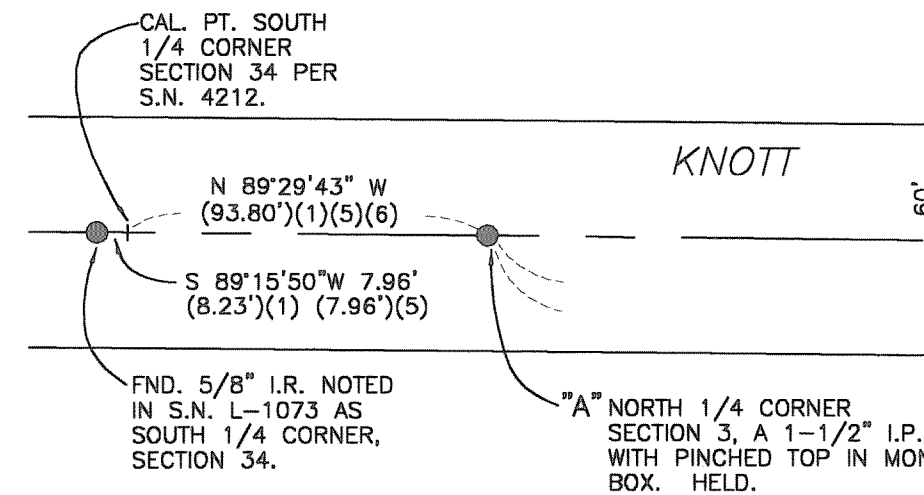 CAL. PT. SOUTH
1/4 CORNER
SECTION 34 PER
S.N. 4212.
KNOTT
60'
N 89°29'43" W
(93.80')(1)(5)(6)
S 89°15'50"W 7.96'
(8.23')(1) (7.96')(5)
FND. 5/8" I.R. NOTED
IN S.N. L-1073 AS
SOUTH 1/4 CORNER,
SECTION 34.
"A" NORTH 1/4 CORNER
SECTION 3, A 1-1/2" I.P.
WITH PINCHED TOP IN MON
BOX. HELD.